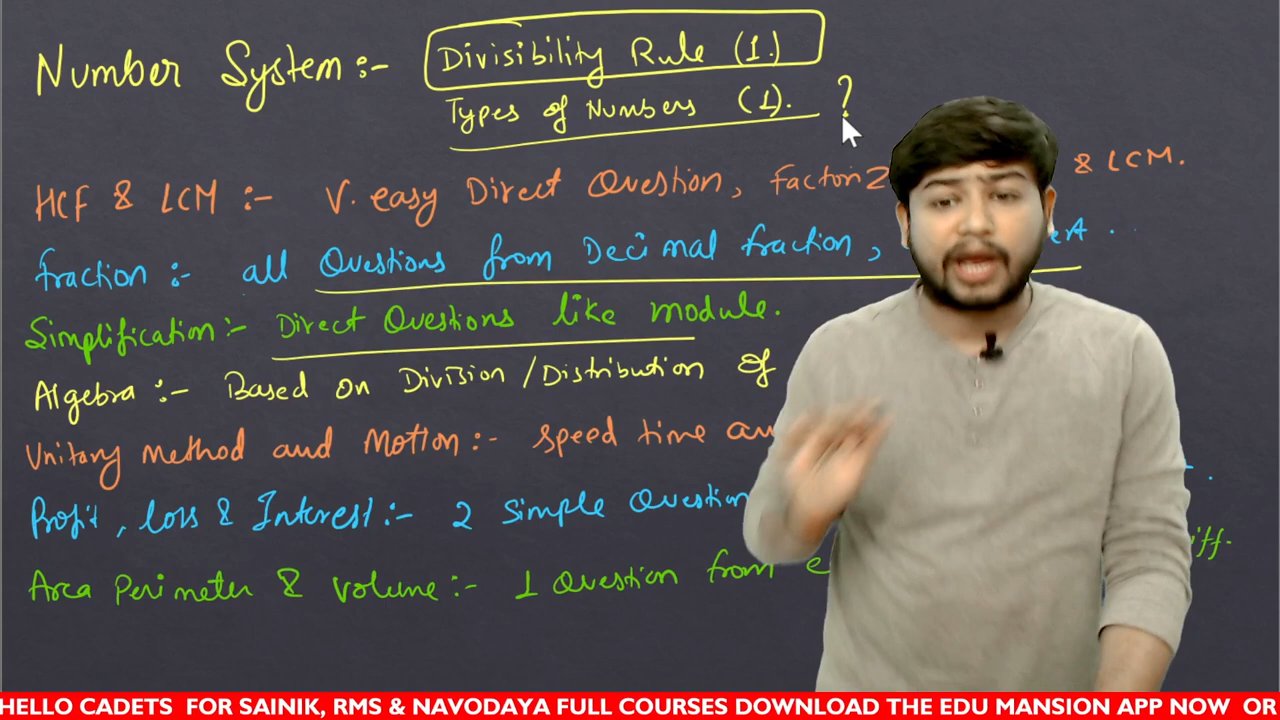 Number System:- Divisibility Rule (1.)
Types of Numbers (1). ?
HCF & LCM :- V. easy Direct Question, & LCM.
fraction :- all Questions from Decimal fraction,
Simplification:- Direct Questions like module.
Algebra :- Based on Division / Distribution of
Unitary method and Motion:- speed time
Profit, loss & Interest:- 2 Simple Question
Area Perimeter & volume:- 1 Question from
HELLO CADETS FOR SAINIK, RMS & NAVODAYA FULL COURSES DOWNLOAD THE EDU MANSION APP NOW OR